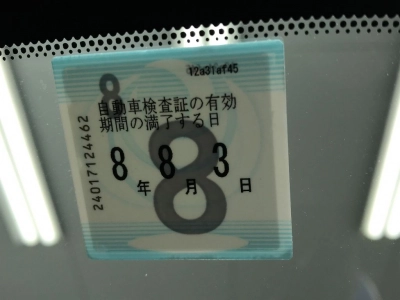 8
12a31af45
自動車検査証の有効
期間の満了する日
8年8月3日
8
24017124462